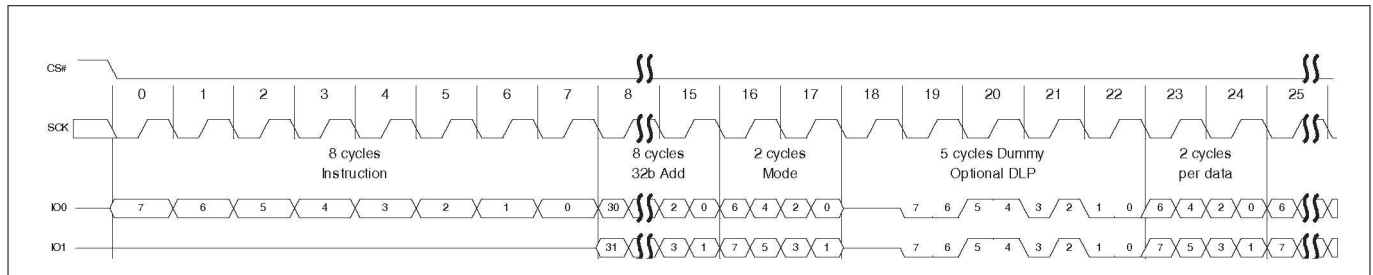 CS#
0 1 2 3 4 5 6 7 8 15 16 17 18 19 20 21 22 23 24 25
SCK
8 cycles 8 cycles 2 cycles 5 cycles Dummy 2 cycles
Instruction 32b Add Mode Optional DLP per data
IO0 7 6 5 4 3 2 1 0 30 2 0 6 4 2 0 7 6 5 4 3 2 1 0 6 4 2 0 6
IO1 31 3 1 7 5 3 1 7 6 5 4 3 2 1 0 7 5 3 1 7